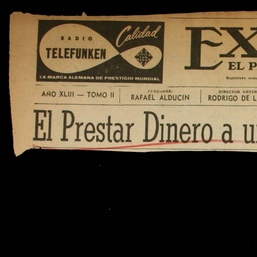 RADIO
TELEFUNKEN
Calidad
LA MARCA ALEMANA DE PRESTIGIO MUNDIAL
EX
EL P
AÑO XLIII — TOMO II
FUNDADOR:
RAFAEL ALDUCIN
RODRIGO DE L
El Prestar Dinero a u